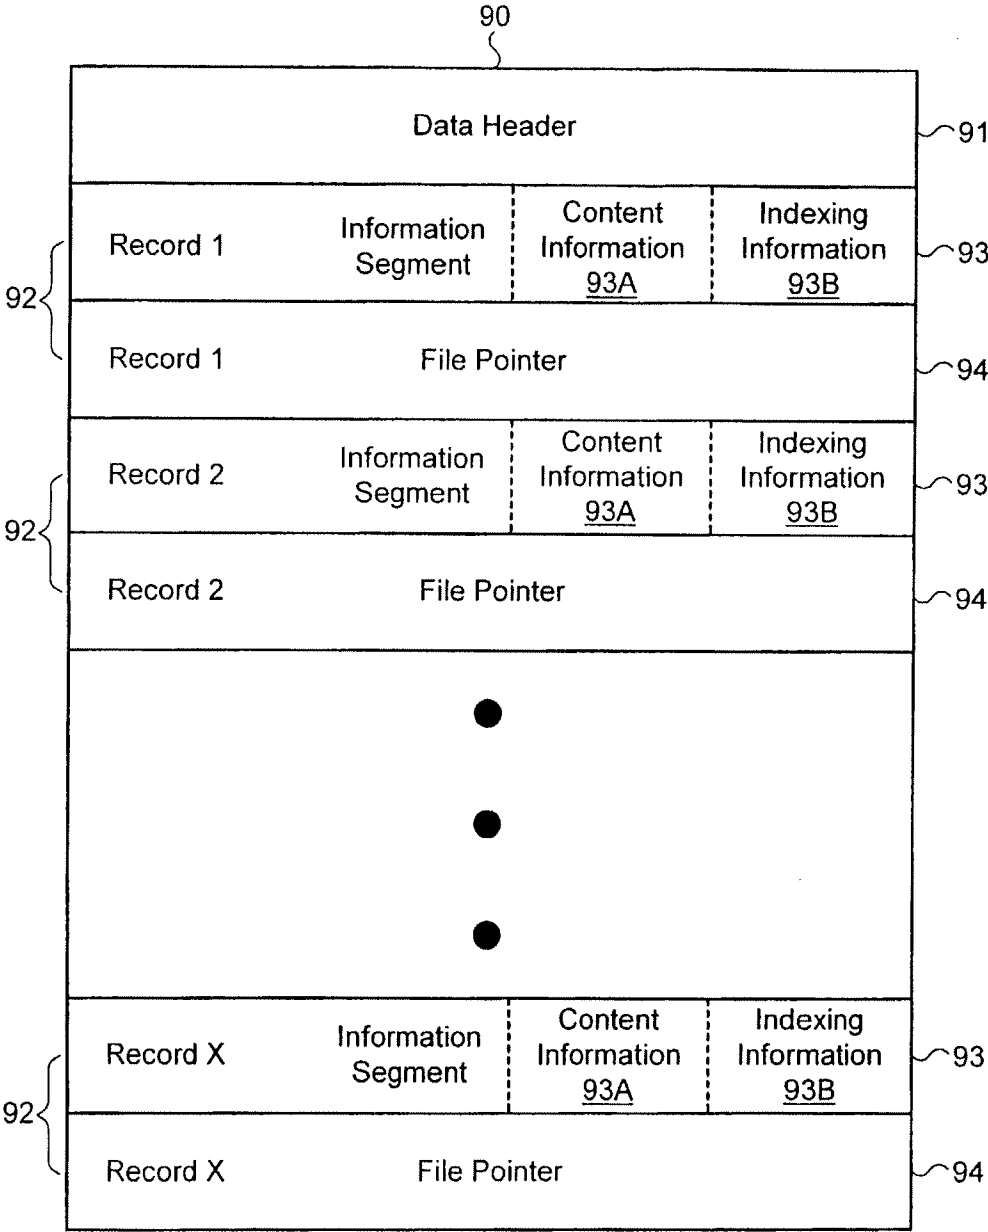 90
Data Header
91
Record 1
Information
Segment
Content
Information
93A
Indexing
Information
93B
93
92
Record 1
File Pointer
94
Record 2
Information
Segment
Content
Information
93A
Indexing
Information
93B
93
92
Record 2
File Pointer
94
Record X
Information
Segment
Content
Information
93A
Indexing
Information
93B
93
92
Record X
File Pointer
94